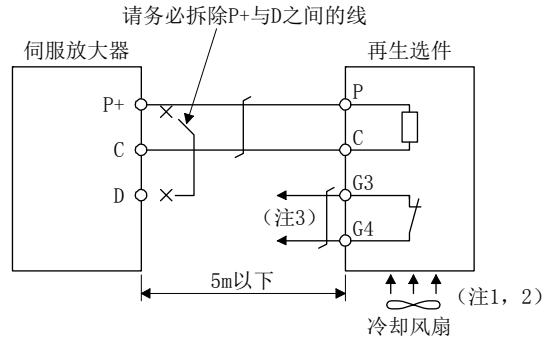 请务必拆除P+与D之间的线
伺服放大器
再生选件
P+
P
C
C
D
G3
(注3)
G4
5m以下
(注1, 2)
冷却风扇